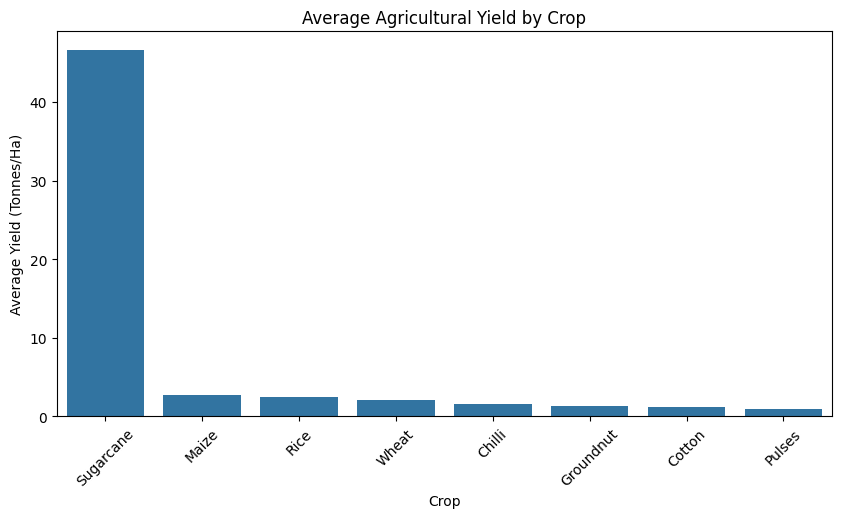 Average Agricultural Yield by Crop
Average Yield (Tonnes/Ha)
40
30
20
10
0
Sugarcane
Maize
Rice
Wheat
Chilli
Groundnut
Cotton
Pulses
Crop